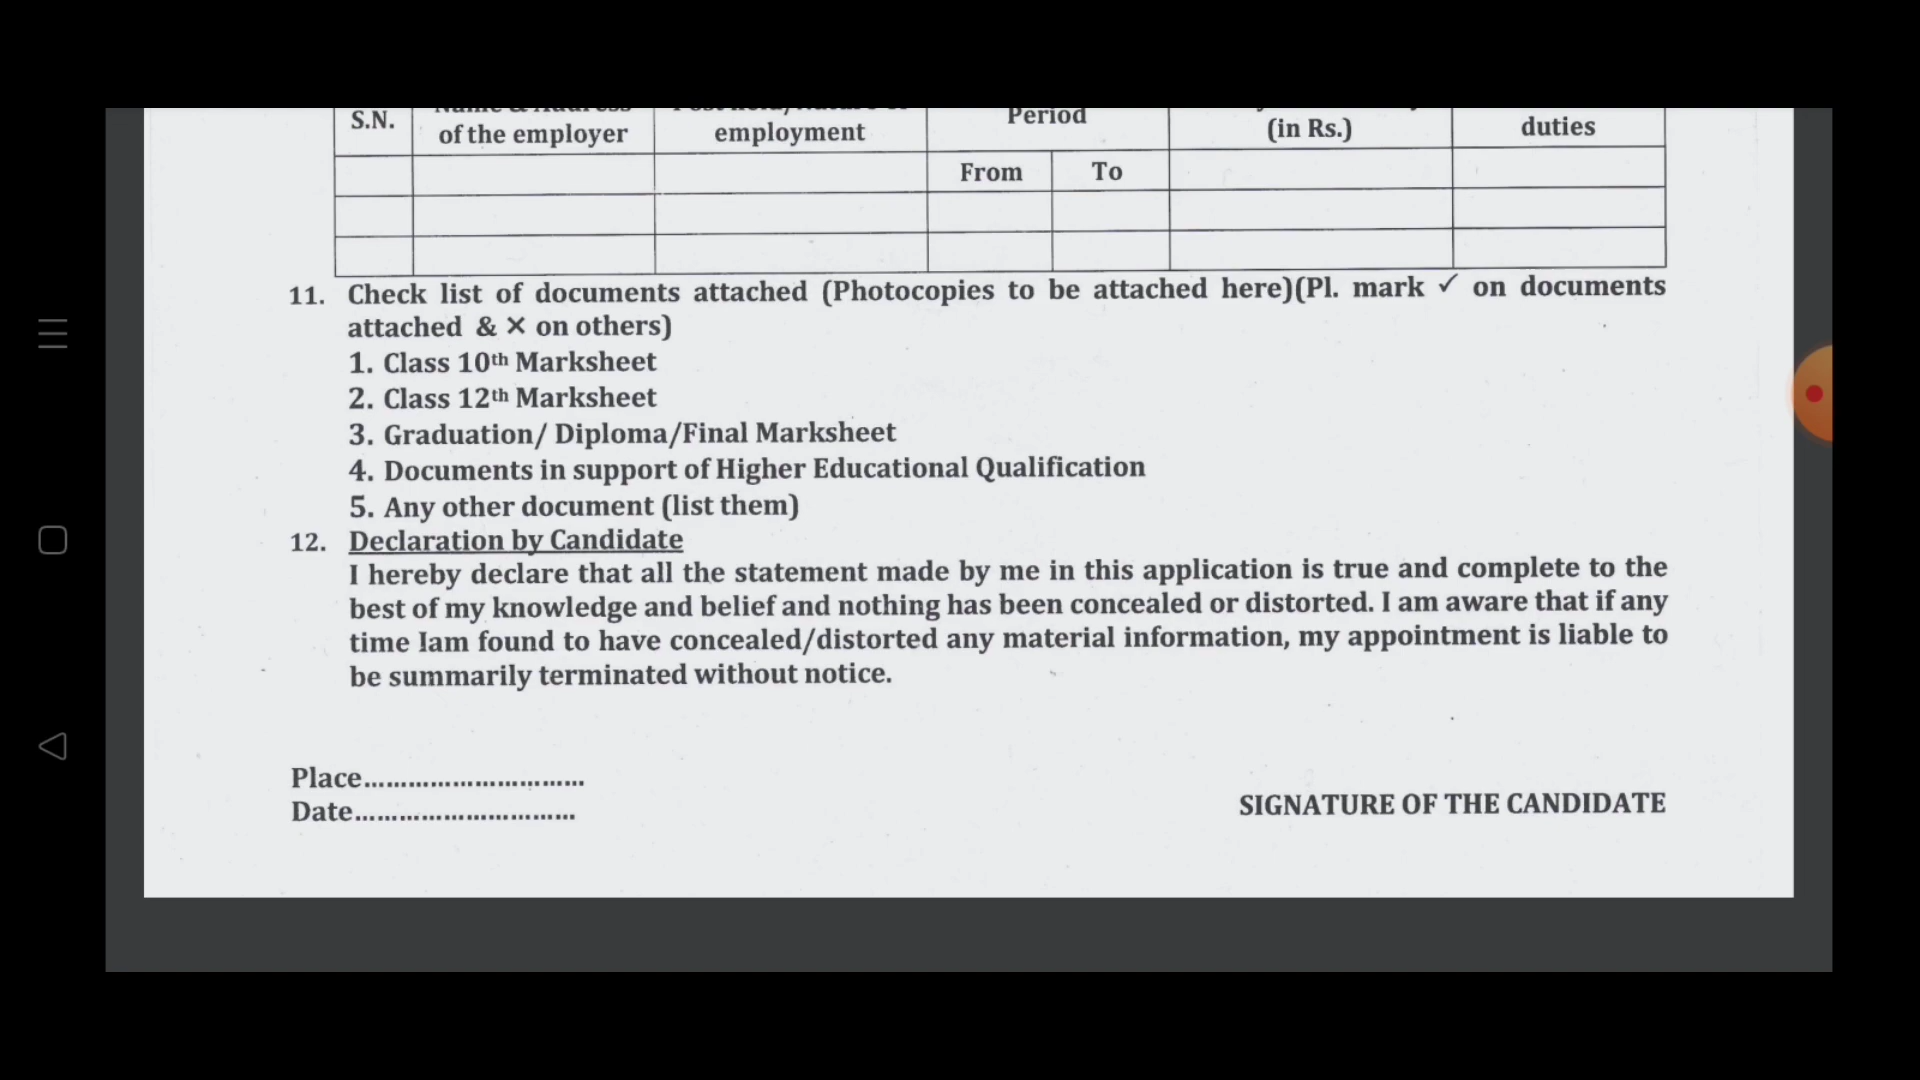 S.N.
Name & Address
of the employer
employment
Period
(in Rs.)
duties
From To
11. Check list of documents attached (Photocopies to be attached here)(Pl. mark ✓ on documents
attached & ✕ on others)
1. Class 10th Marksheet
2. Class 12th Marksheet
3. Graduation/ Diploma/Final Marksheet
4. Documents in support of Higher Educational Qualification
5. Any other document (list them)
12. Declaration by Candidate
I hereby declare that all the statement made by me in this application is true and complete to the
best of my knowledge and belief and nothing has been concealed or distorted. I am aware that if any
time Iam found to have concealed/distorted any material information, my appointment is liable to
be summarily terminated without notice.
Place..............................
Date..............................
SIGNATURE OF THE CANDIDATE